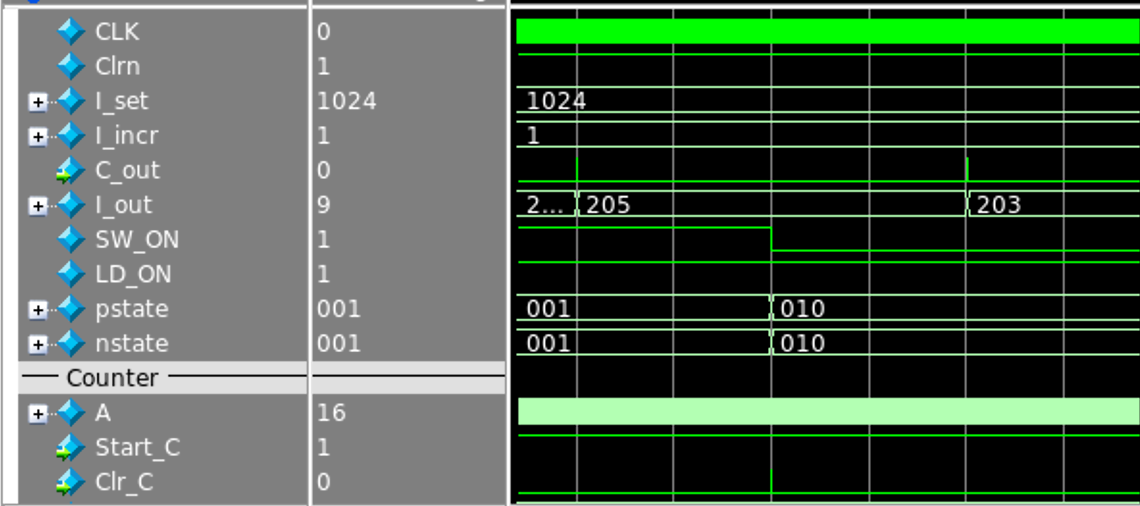 CLK 0
Clrn 1
I_set 1024 1024
I_incr 1 1
C_out 0
I_out 9 2... 205 203
SW_ON 1
LD_ON 1
pstate 001 001 010
nstate 001 001 010
Counter
A 16
Start_C 1
Clr_C 0